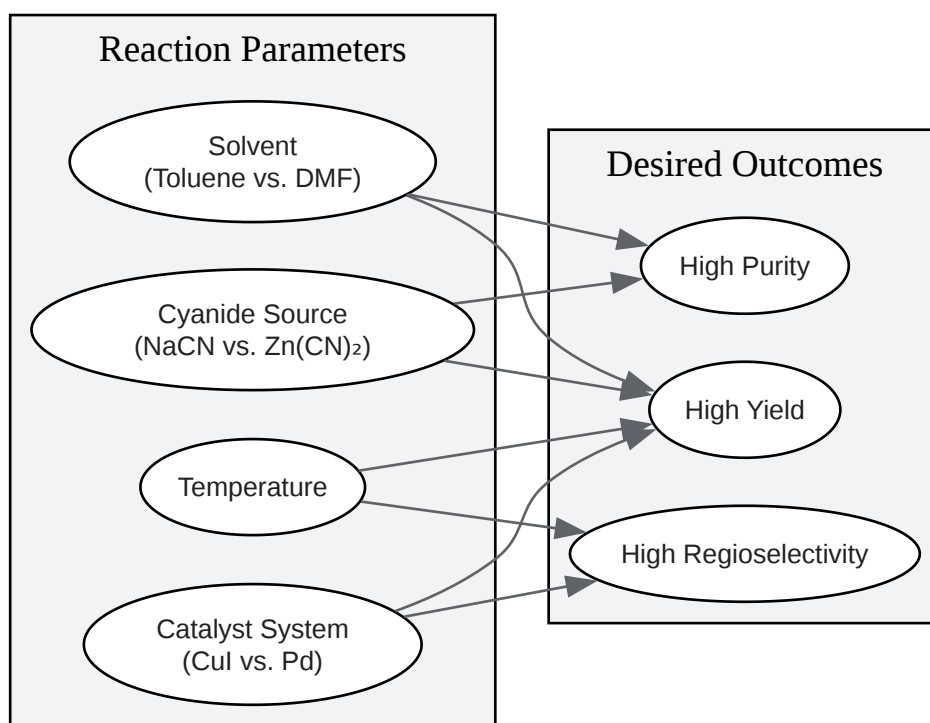 Reaction Parameters
Solvent
(Toluene vs. DMF)
Cyanide Source
(NaCN vs. Zn(CN)₂)
Temperature
Catalyst System
(CuI vs. Pd)
Desired Outcomes
High Purity
High Yield
High Regioselectivity